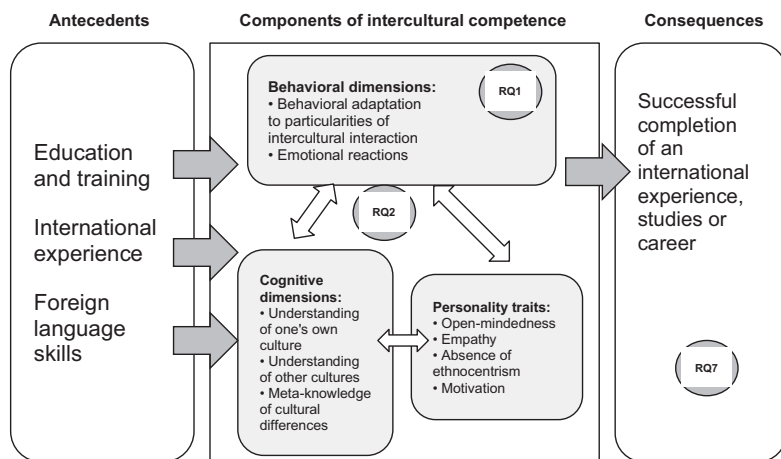 Antecedents
Components of intercultural competence
Consequences
Education
and training
International
experience
Foreign
language
skills
Behavioral dimensions:
• Behavioral adaptation
to particularities of
intercultural interaction
• Emotional reactions
RQ1
RQ2
Cognitive
dimensions:
• Understanding
of one's own
culture
• Understanding
of other cultures
• Meta-knowledge
of cultural
differences
Personality traits:
• Open-mindedness
• Empathy
• Absence of
ethnocentrism
• Motivation
Successful
completion
of an
international
experience,
studies or
career
RQ7